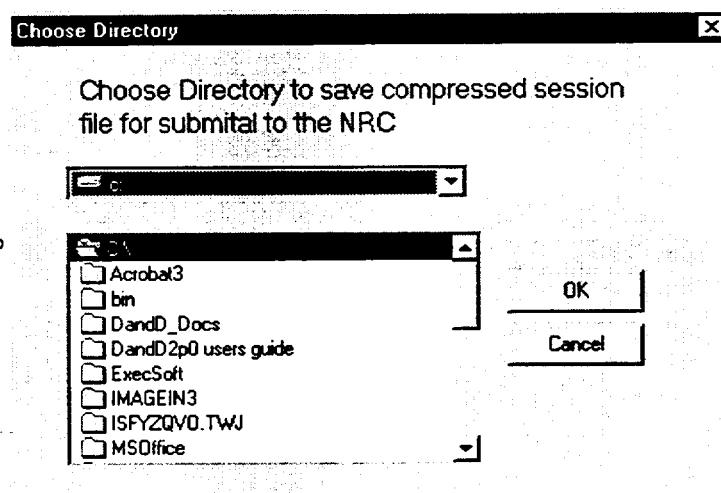 Choose Directory
Choose Directory to save compressed session
file for submital to the NRC
c:
C:\
Acrobat3
bin
DandD_Docs
DandD2p0 users guide
ExecSoft
IMAGEIN3
ISFYZQV0.TWJ
MSOffice
OK
Cancel